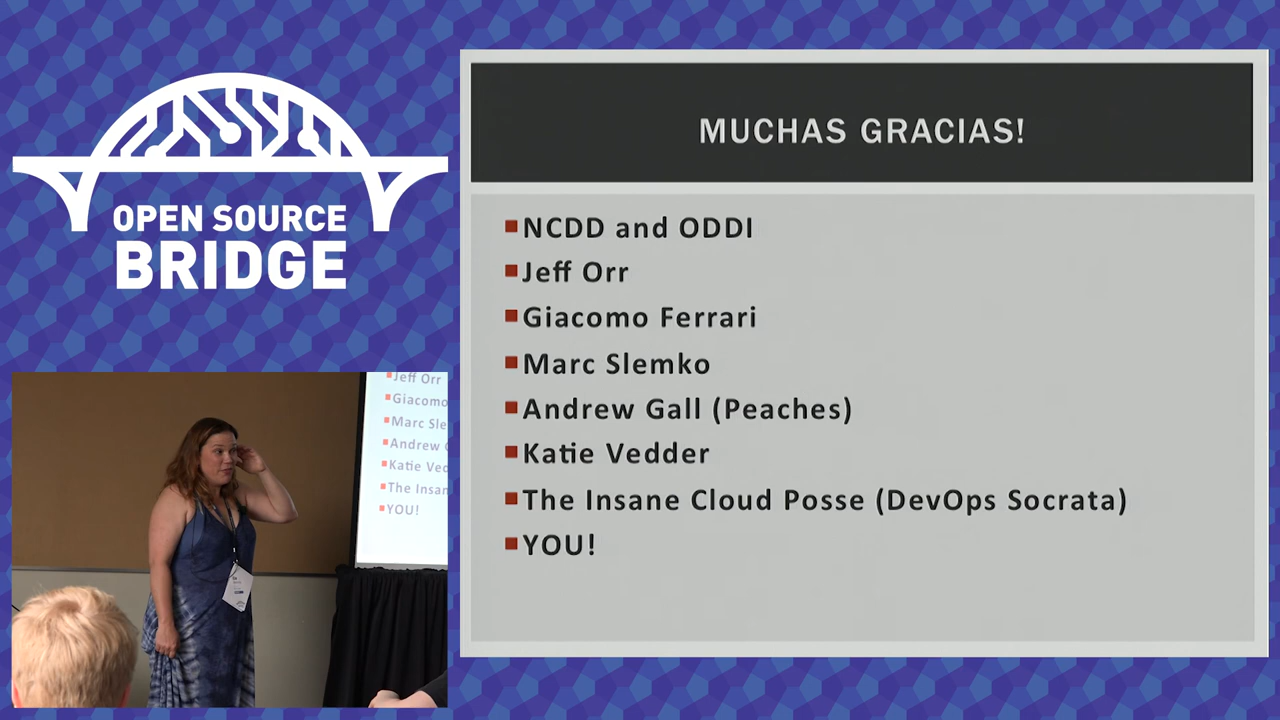 OPEN SOURCE
BRIDGE
MUCHAS GRACIAS!
NCDD and ODDI
Jeff Orr
Giacomo Ferrari
Marc Slemko
Andrew Gall (Peaches)
Katie Vedder
The Insane Cloud Posse (DevOps Socrata)
YOU!
Jeff Orr
Giacomo
Marc Sle
Andrew
Katie Ved
The Insan
YOU!